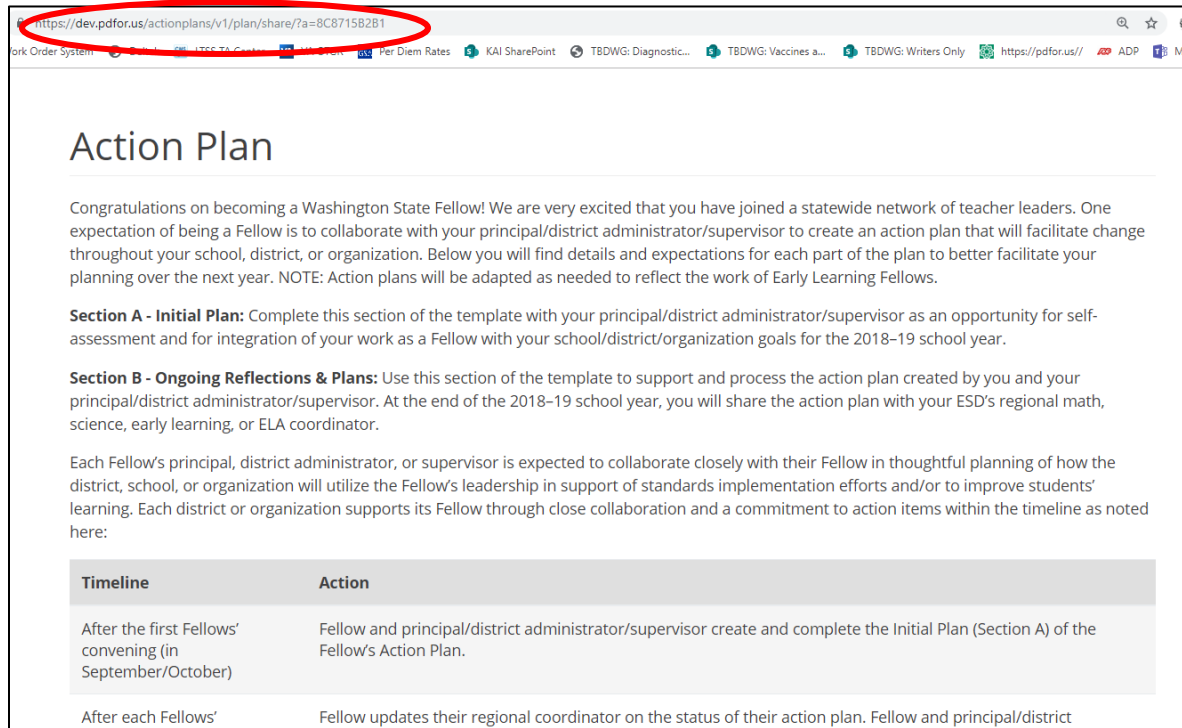 https://dev.pdfor.us/actionplans/v1/plan/share/?a=8C8715B2B1
Work Order System Per Diem Rates KAI SharePoint TBDWG: Diagnostic... TBDWG: Vaccines a... TBDWG: Writers Only https://pdfor.us// ADP
Action Plan
Congratulations on becoming a Washington State Fellow! We are very excited that you have joined a statewide network of teacher leaders. One
expectation of being a Fellow is to collaborate with your principal/district administrator/supervisor to create an action plan that will facilitate change
throughout your school, district, or organization. Below you will find details and expectations for each part of the plan to better facilitate your
planning over the next year. NOTE: Action plans will be adapted as needed to reflect the work of Early Learning Fellows.
Section A - Initial Plan: Complete this section of the template with your principal/district administrator/supervisor as an opportunity for self-
assessment and for integration of your work as a Fellow with your school/district/organization goals for the 2018–19 school year.
Section B - Ongoing Reflections & Plans: Use this section of the template to support and process the action plan created by you and your
principal/district administrator/supervisor. At the end of the 2018–19 school year, you will share the action plan with your ESD's regional math,
science, early learning, or ELA coordinator.
Each Fellow's principal, district administrator, or supervisor is expected to collaborate closely with their Fellow in thoughtful planning of how the
district, school, or organization will utilize the Fellow's leadership in support of standards implementation efforts and/or to improve students'
learning. Each district or organization supports its Fellow through close collaboration and a commitment to action items within the timeline as noted
here:
Timeline Action
After the first Fellows' Fellow and principal/district administrator/supervisor create and complete the Initial Plan (Section A) of the
convening (in Fellow's Action Plan.
September/October)
After each Fellows' Fellow updates their regional coordinator on the status of their action plan. Fellow and principal/district